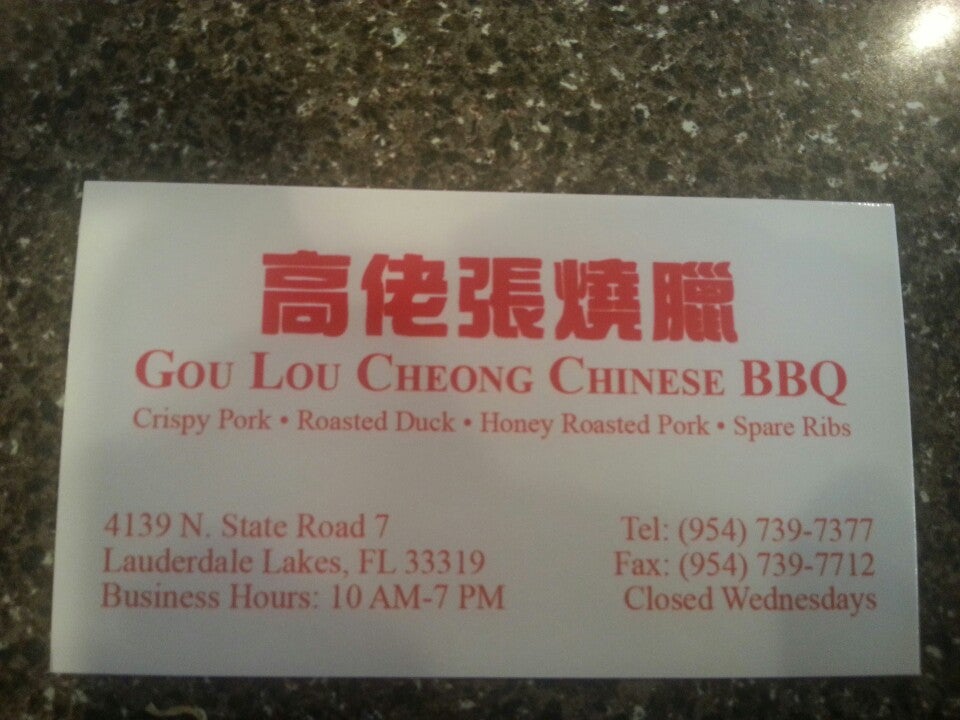 高佬張燒臘
GOU LOU CHEONG CHINESE BBQ
Crispy Pork • Roasted Duck • Honey Roasted Pork • Spare Ribs
4139 N. State Road 7
Lauderdale Lakes, FL 33319
Business Hours: 10 AM-7 PM
Tel: (954) 739-7377
Fax: (954) 739-7712
Closed Wednesdays